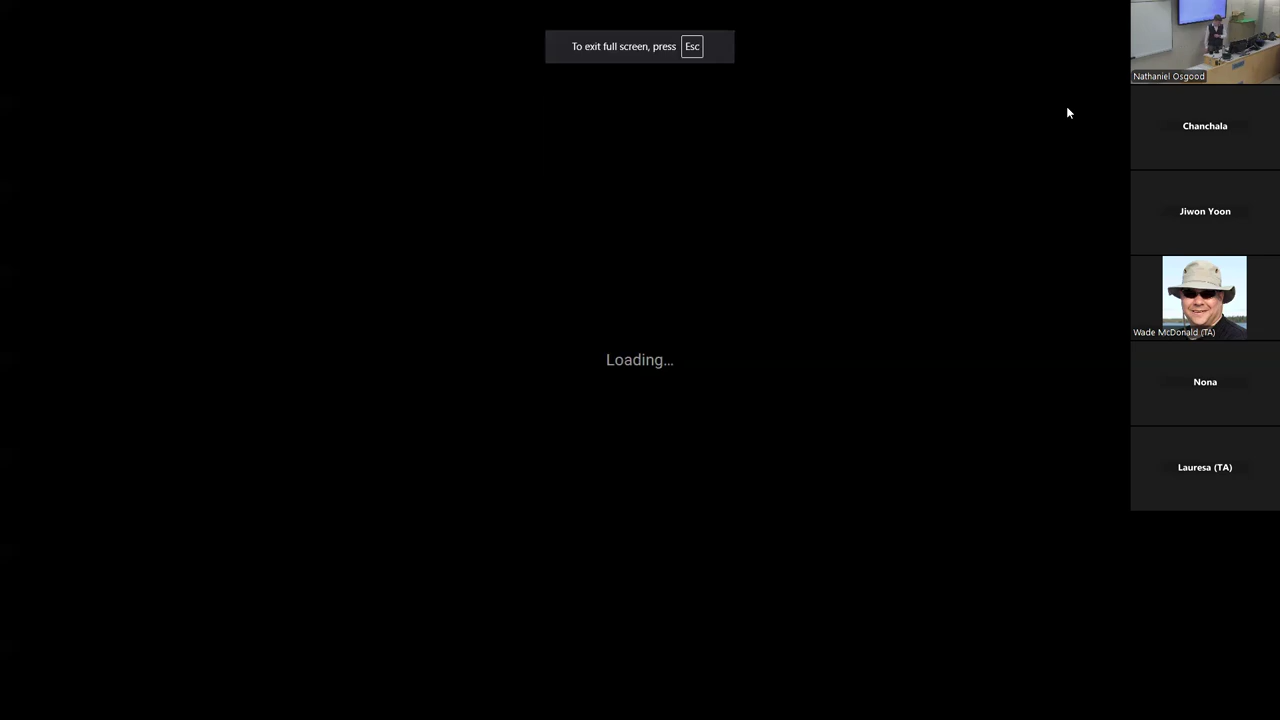 To exit full screen, press Esc
Nathaniel Osgood
Chanchala
Jiwon Yoon
Wade McDonald (TA)
Loading...
Nona
Lauresa (TA)